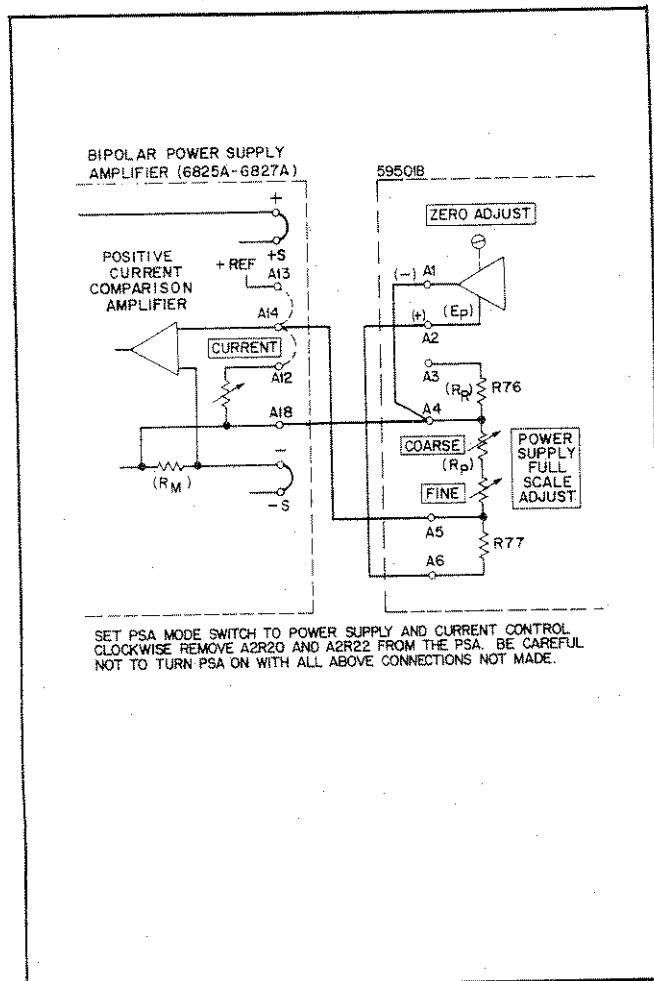 BIPOLAR POWER SUPPLY
AMPLIFIER (6825A-6827A)
59501B
+
ZERO ADJUST
+S
POSITIVE
CURRENT
COMPARISON
AMPLIFIER
+ REF
A13
(-)
A1
A14
(+)
(EP)
A2
CURRENT
A12
A3
(RR)
R76
A18
A4
COARSE
(RP)
POWER
SUPPLY
FULL
SCALE
ADJUST
-
(RM)
FINE
-S
A5
R77
A6
SET PSA MODE SWITCH TO POWER SUPPLY AND CURRENT CONTROL
CLOCKWISE REMOVE A2R20 AND A2R22 FROM THE PSA. BE CAREFUL
NOT TO TURN PSA ON WITH ALL ABOVE CONNECTIONS NOT MADE.